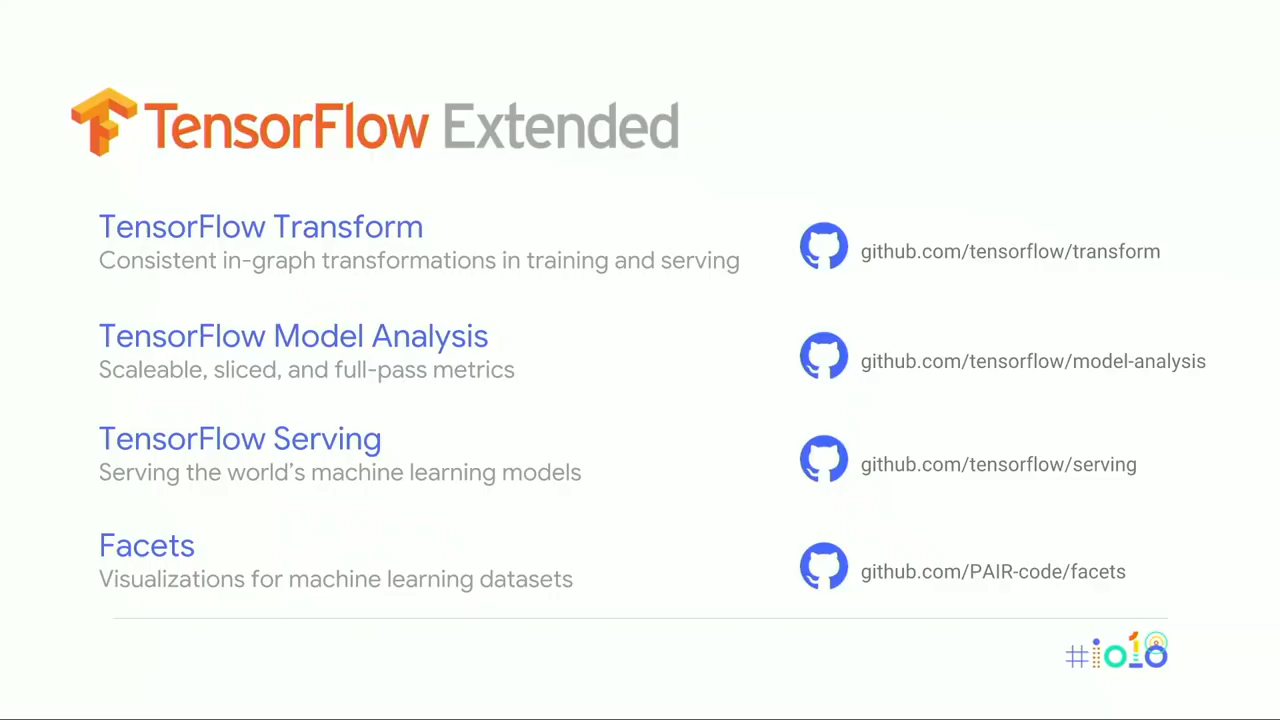 TensorFlow Extended
TensorFlow Transform
Consistent in-graph transformations in training and serving
github.com/tensorflow/transform
TensorFlow Model Analysis
Scaleable, sliced, and full-pass metrics
github.com/tensorflow/model-analysis
TensorFlow Serving
Serving the world’s machine learning models
github.com/tensorflow/serving
Facets
Visualizations for machine learning datasets
github.com/PAIR-code/facets
#io18